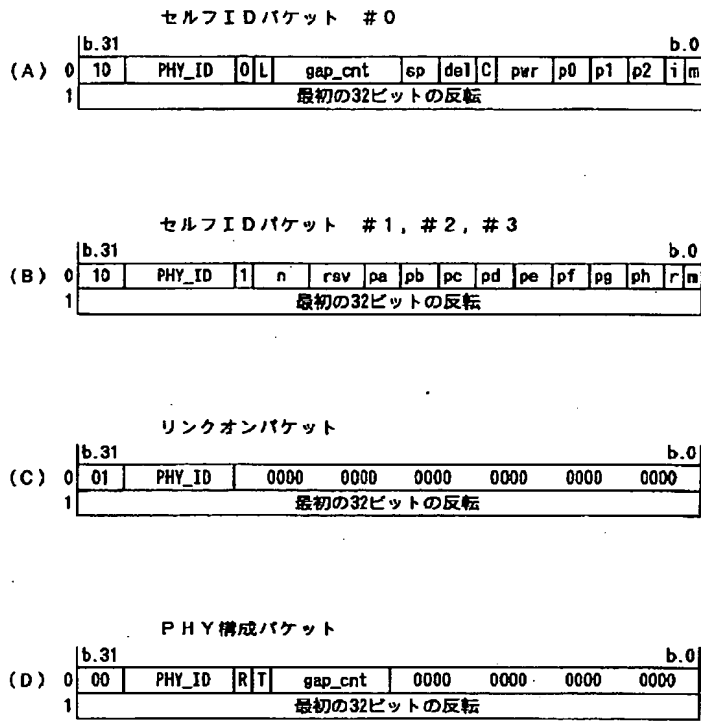 セルフIDパケット #0
b.31 b.0
(A) 0 10 PHY_ID 0 L gap_cnt sp del C pwr p0 p1 p2 i m
1 最初の32ビットの反転
セルフIDパケット #1, #2, #3
b.31 b.0
(B) 0 10 PHY_ID 1 n rsv pa pb pc pd pe pf pg ph r m
1 最初の32ビットの反転
リンクオンパケット
b.31 b.0
(C) 0 01 PHY_ID 0000 0000 0000 0000 0000 0000
1 最初の32ビットの反転
PHY構成パケット
b.31 b.0
(D) 0 00 PHY_ID R T gap_cnt 0000 0000 0000 0000
1 最初の32ビットの反転